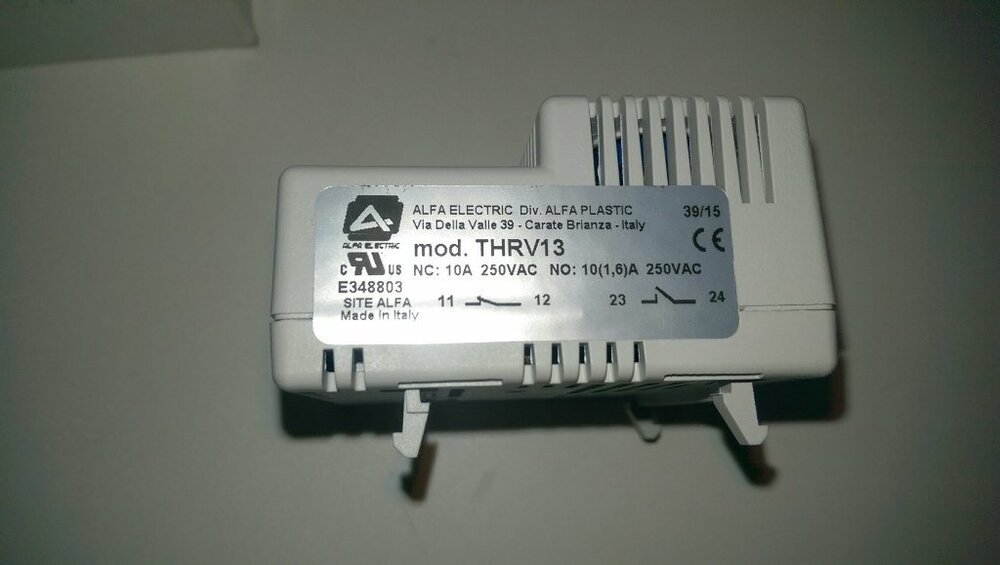 ALFA ELECTRIC Div. ALFA PLASTIC 39/15
Via Della Valle 39 - Carate Brianza - Italy
ALFA ELECTRIC
mod. THRV13 CE
C RU US NC: 10A 250VAC NO: 10(1,6)A 250VAC
E348803
SITE ALFA 11 12 23 24
Made in Italy